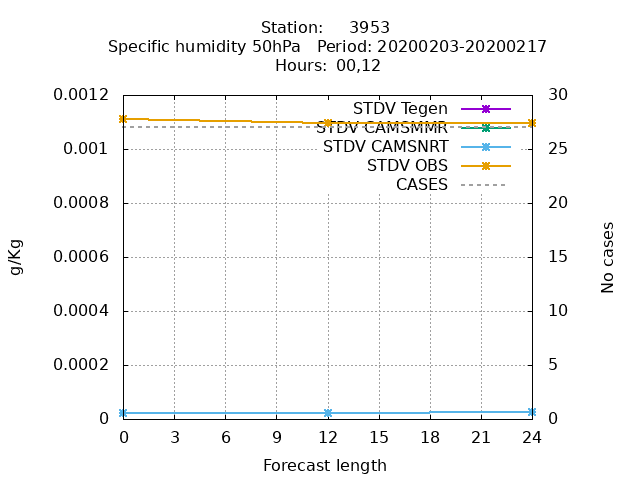 Station: 3953
Specific humidity 50hPa Period: 20200203-20200217
Hours: 00,12
0.0012
0.001
0.0008
0.0006
0.0004
0.0002
0
30
25
20
15
10
5
0
STDV Tegen
STDV CAMSMMR
STDV CAMSNRT
STDV OBS
CASES
g/Kg
No cases
0 3 6 9 12 15 18 21 24
Forecast length